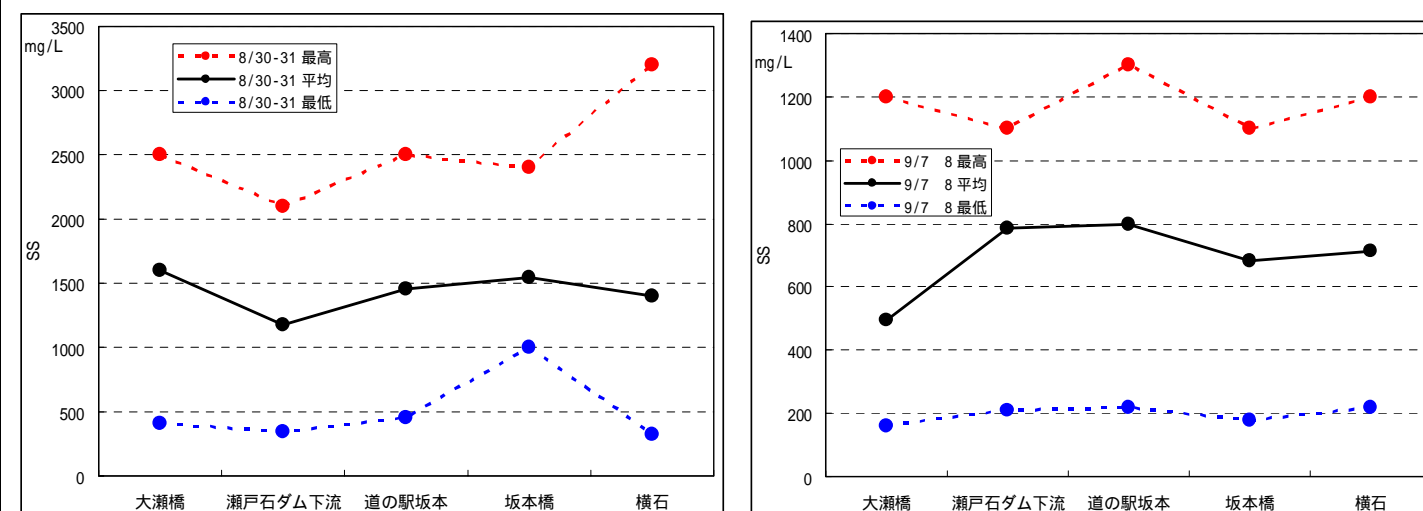 3500
mg/L
3000
2500
2000
1500
1000
500
0
SS
8/30-31 最高
8/30-31 平均
8/30-31 最低
大瀬橋 瀬戸石ダム下流 道の駅坂本 坂本橋 横石
1400
mg/L
1200
1000
800
600
400
200
0
SS
9/7 8 最高
9/7 8 平均
9/7 8 最低
大瀬橋 瀬戸石ダム下流 道の駅坂本 坂本橋 横石